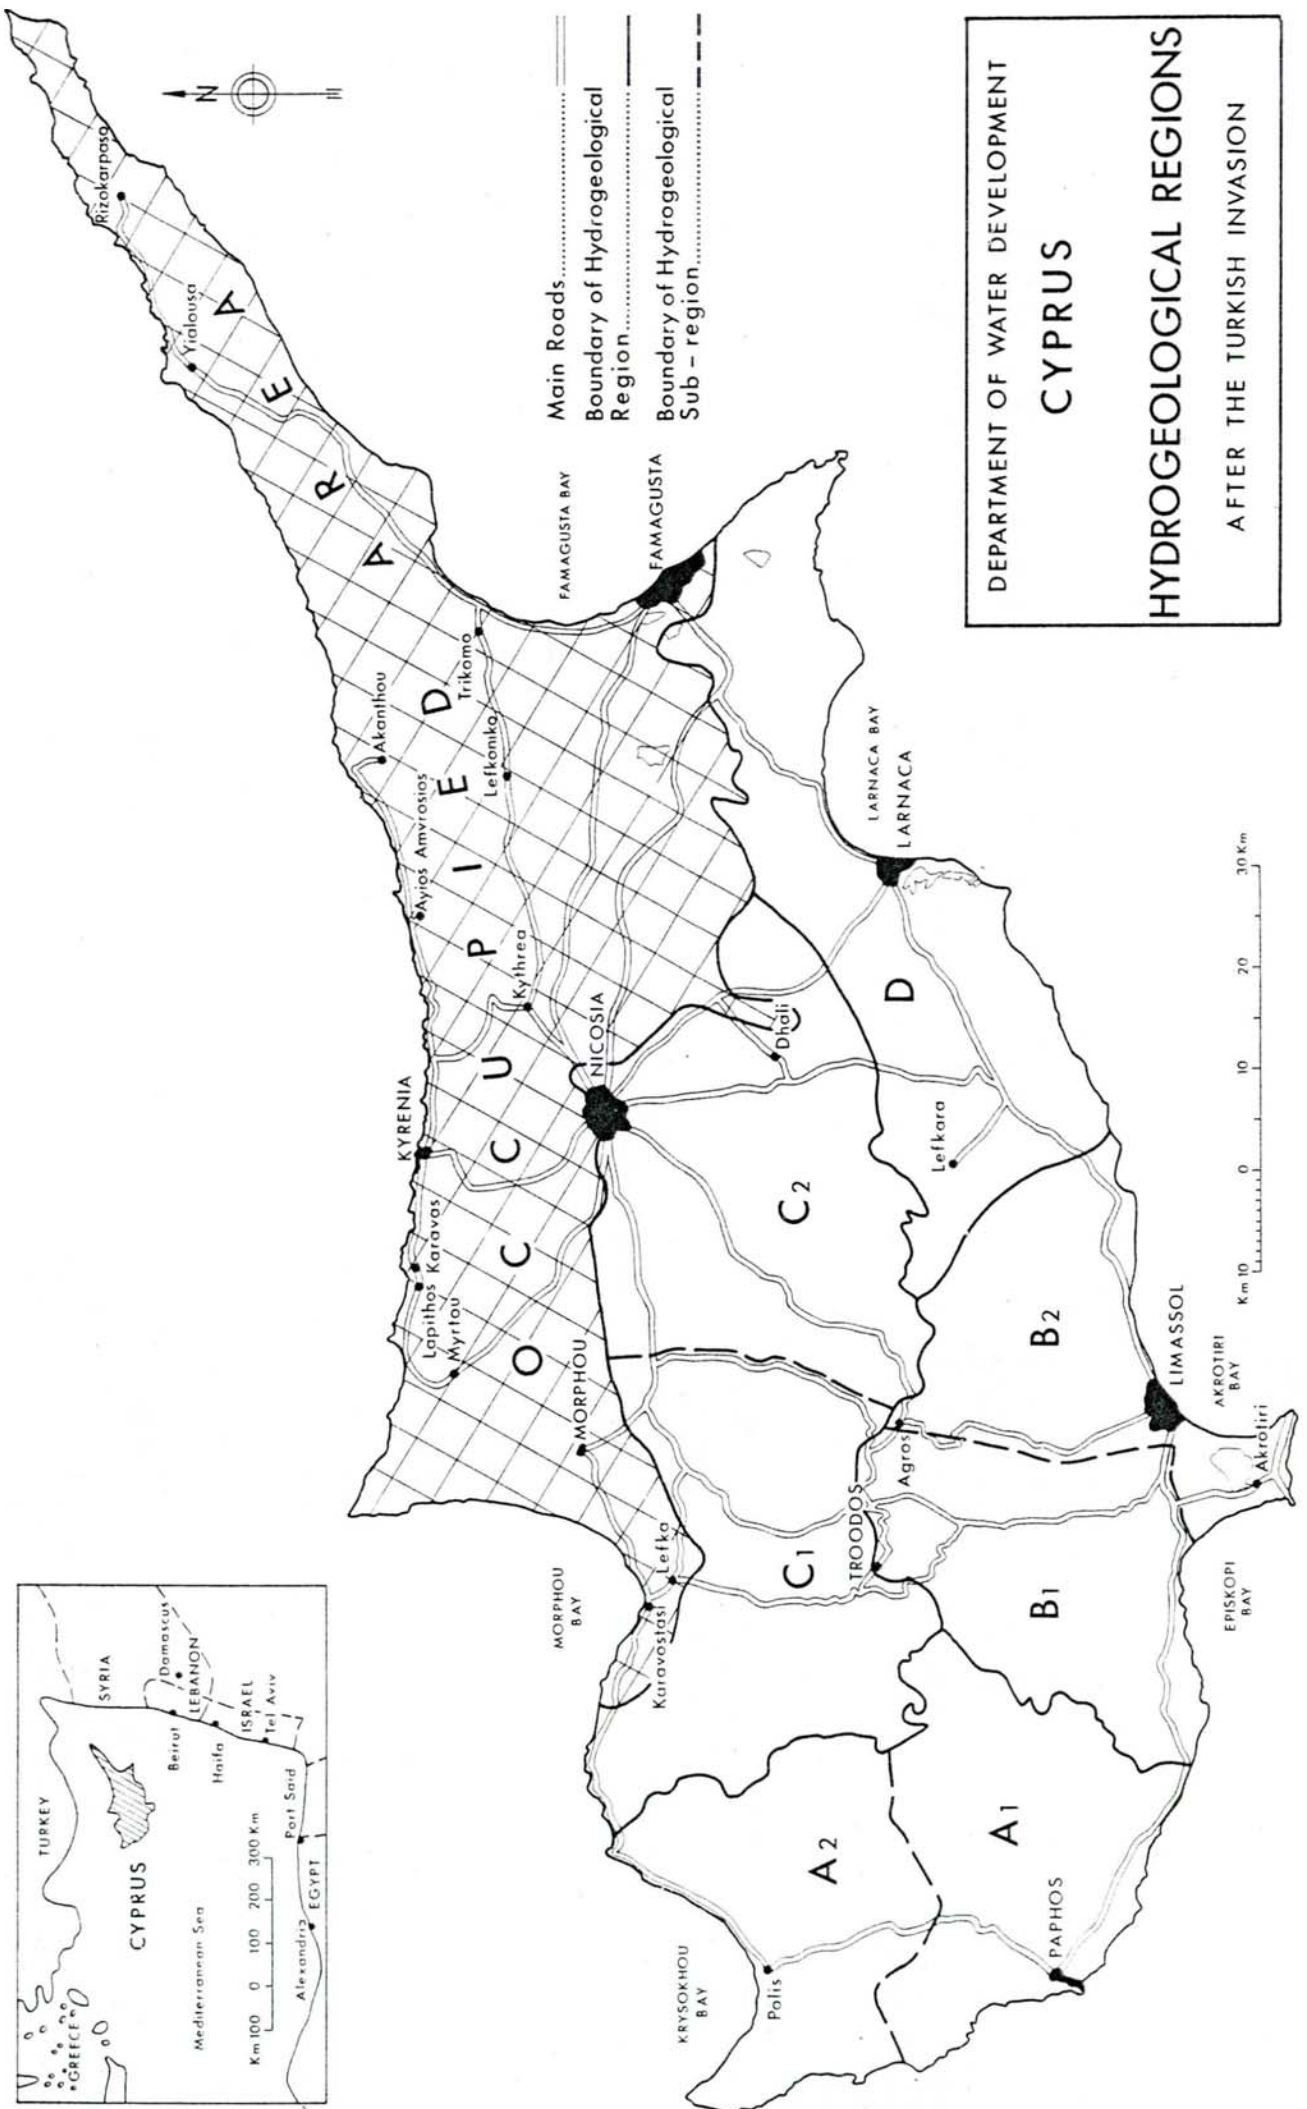 TURKEY
GREECE
SYRIA
CYPRUS
Damascus
Beirut
LEBANON
Mediterranean Sea
Haifa
ISRAEL
Tel Aviv
Km 100 0 100 200 300 Km
Port Said
Alexandria
EGYPT
N
Rizokarpaso
Yialousa
OCCUPIED AREA
Akanthou
Ayios Amvrosios
KYRENIA
Karavas
Lapithos
Myrtou
Trikomo
Lefkoniko
Kythrea
NICOSIA
MORPHOU
MORPHOU
BAY
Lefka
Karavostasi
FAMAGUSTA BAY
FAMAGUSTA
KRYSOKHOU
BAY
Polis
A2
A1
PAPHOS
C1
TROODOS
Agros
C2
Dhali
D
Lefkara
LARNACA BAY
LARNACA
B1
B2
EPISKOPI
BAY
LIMASSOL
AKROTIRI
BAY
Akrotiri
Km 10 0 10 20 30 Km
Main Roads
Boundary of Hydrogeological
Region
Boundary of Hydrogeological
Sub - region
DEPARTMENT OF WATER DEVELOPMENT
CYPRUS
HYDROGEOLOGICAL REGIONS
AFTER THE TURKISH INVASION